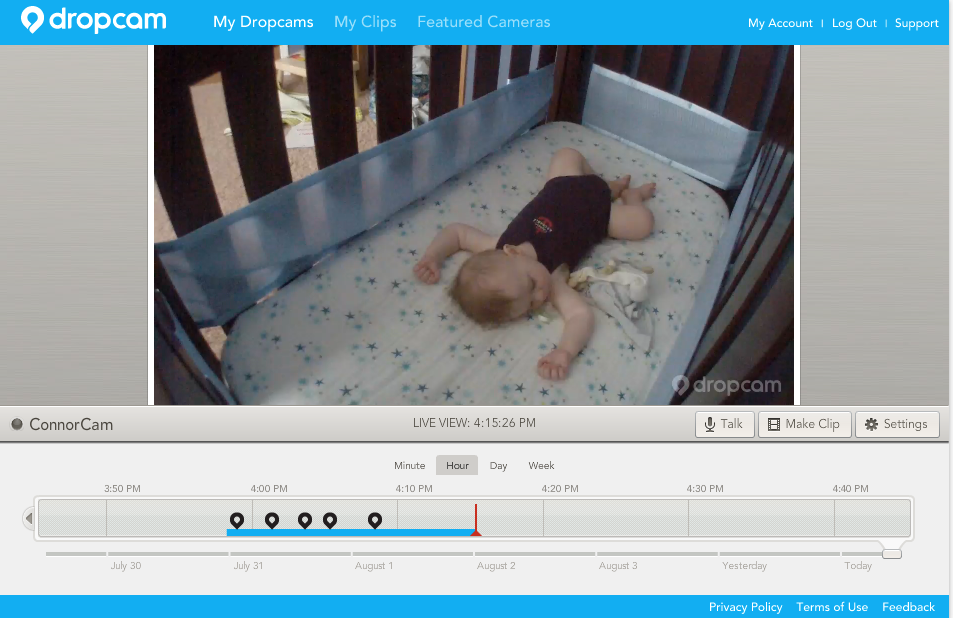 dropcam My Dropcams My Clips Featured Cameras My Account | Log Out | Support
dropcam
ConnorCam LIVE VIEW: 4:15:26 PM Talk Make Clip Settings
Minute Hour Day Week
3:50 PM 4:00 PM 4:10 PM 4:20 PM 4:30 PM 4:40 PM
July 30 July 31 August 1 August 2 August 3 Yesterday Today
Privacy Policy Terms of Use Feedback